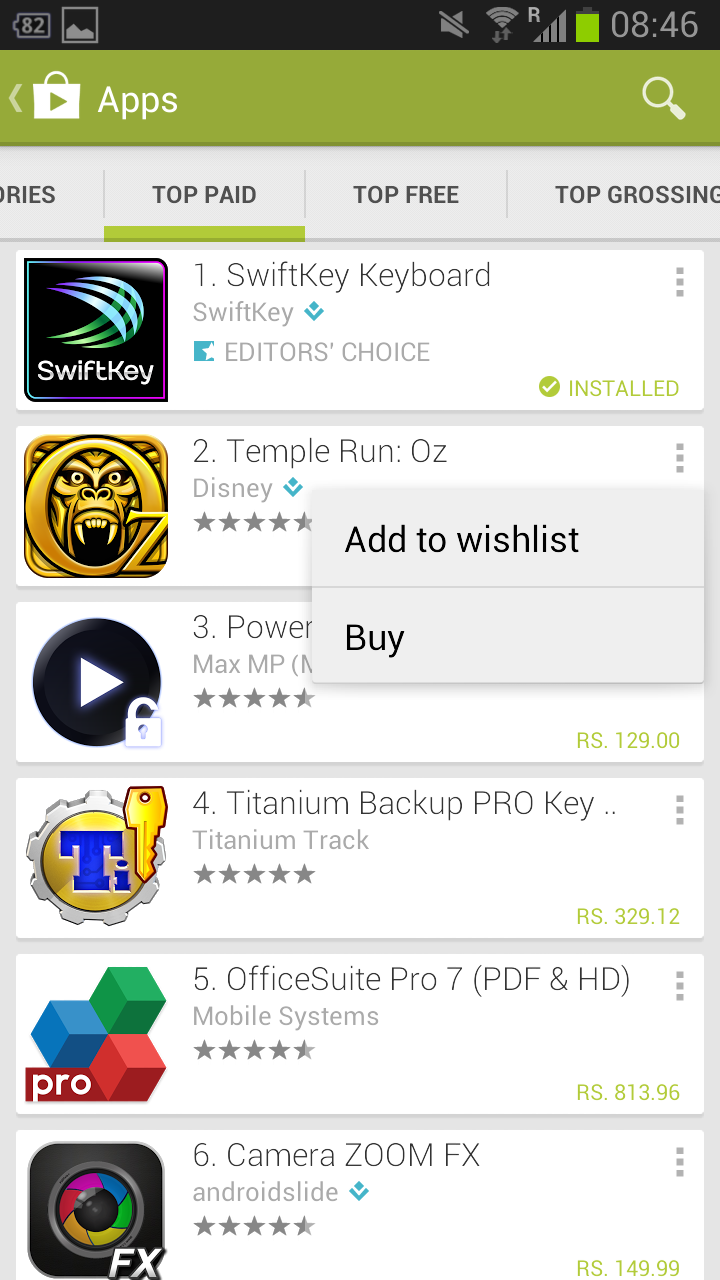 82
R
08:46
Apps
ORIES
TOP PAID
TOP FREE
TOP GROSSING
SwiftKey
1. SwiftKey Keyboard
SwiftKey
EDITORS' CHOICE
INSTALLED
Oz
2. Temple Run: Oz
Disney
Add to wishlist
Buy
3. Power
Max MP (M
RS. 129.00
Ti
4. Titanium Backup PRO Key ..
Titanium Track
RS. 329.12
pro
5. OfficeSuite Pro 7 (PDF & HD)
Mobile Systems
RS. 813.96
FX
6. Camera ZOOM FX
androidslide
RS. 149.99